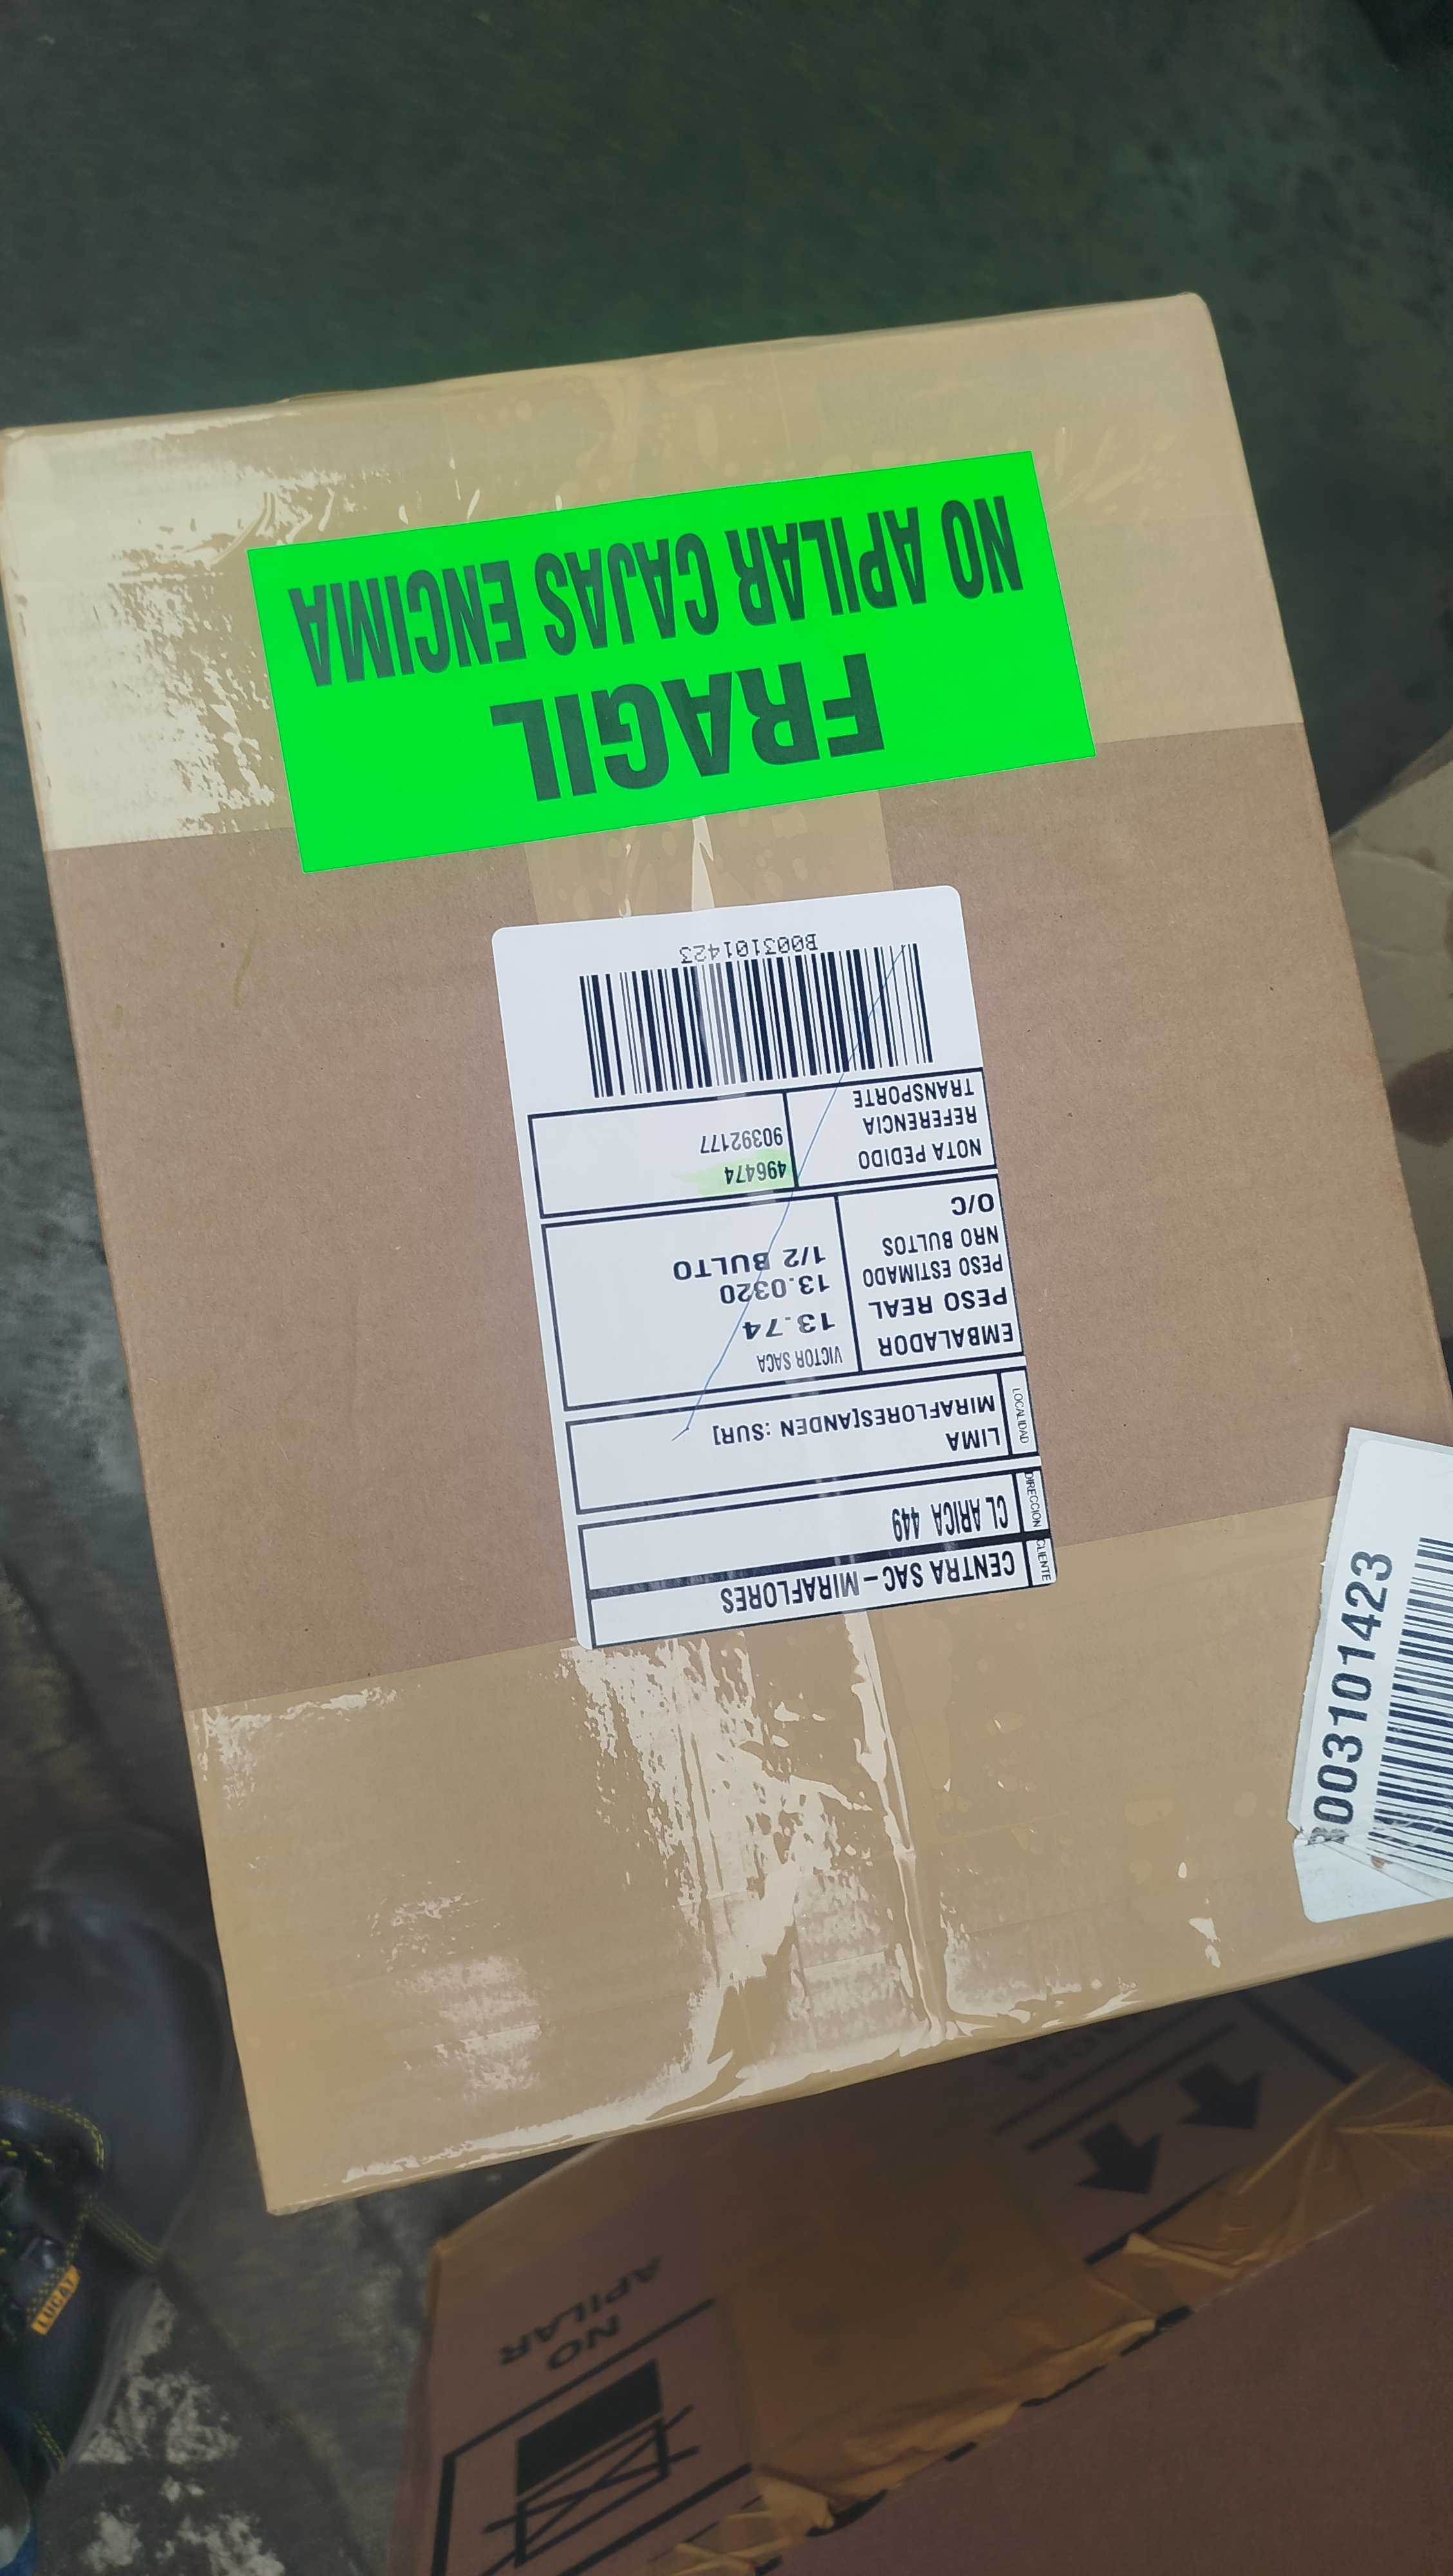 FRAGIL
NO APILAR CAJAS ENCIMA
CLIENTE CENTRA SAC - MIRAFLORES
DIRECCION CLARICA 449
LOCALIDAD LIMA
MIRAFLORES[ANDEN :SUR]
EMBALADOR VICTOR SACA
PESO REAL 13.74
PESO ESTIMADO 13.0320
NRO BULTOS 1/2 BULTO
O/C
NOTA PEDIDO 496474
REFERENCIA 90392177
TRANSPORTE
B003101423
003101423
NO
APILAR
LUCAT